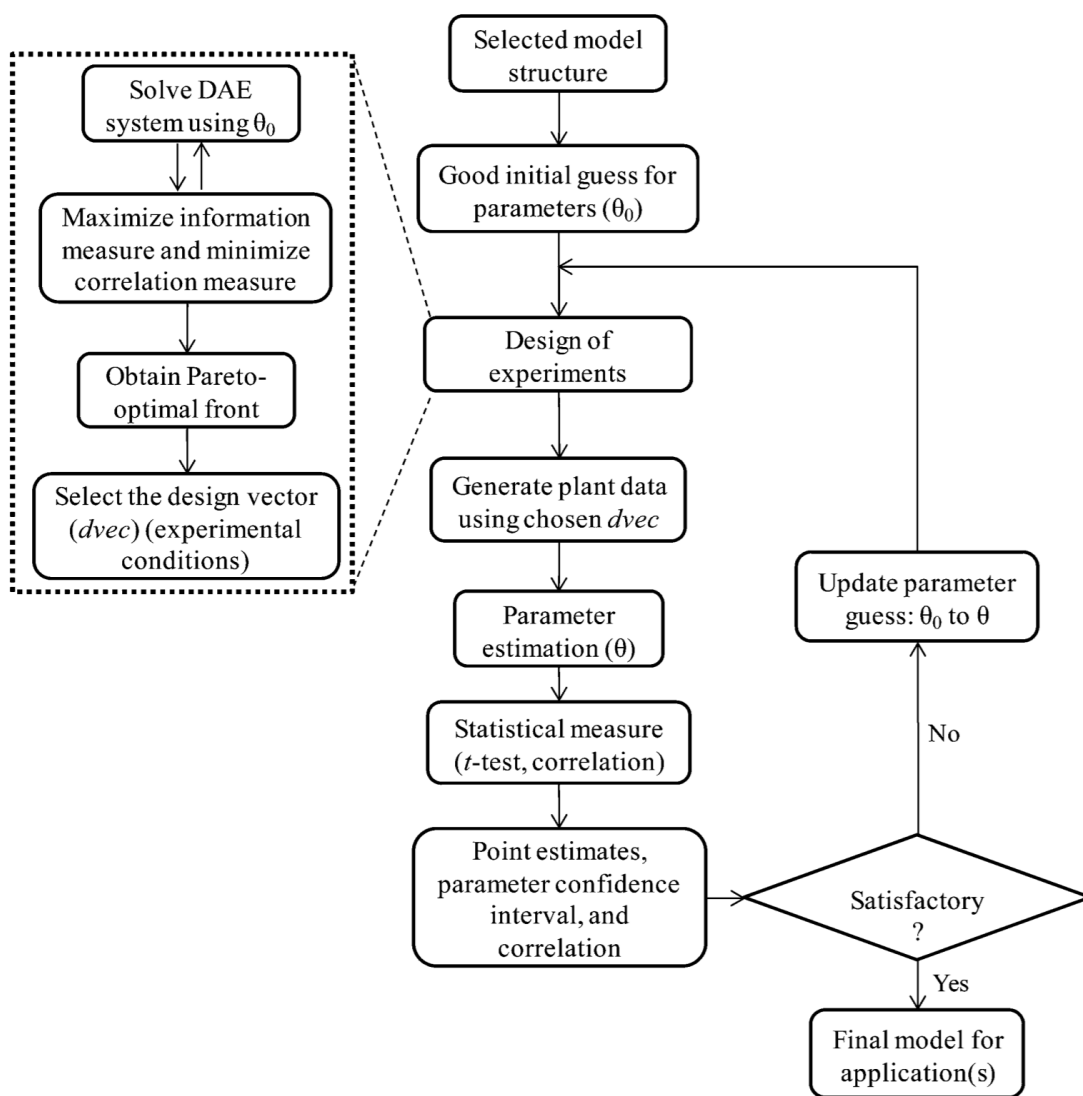 Solve DAE
system using θ₀
Maximize information
measure and minimize
correlation measure
Obtain Pareto-
optimal front
Select the design vector
(dvec) (experimental
conditions)
Selected model
structure
Good initial guess for
parameters (θ₀)
Design of
experiments
Generate plant data
using chosen dvec
Parameter
estimation (θ)
Statistical measure
(t-test, correlation)
Point estimates,
parameter confidence
interval, and
correlation
Satisfactory
?
No
Update parameter
guess: θ₀ to θ
Yes
Final model for
application(s)